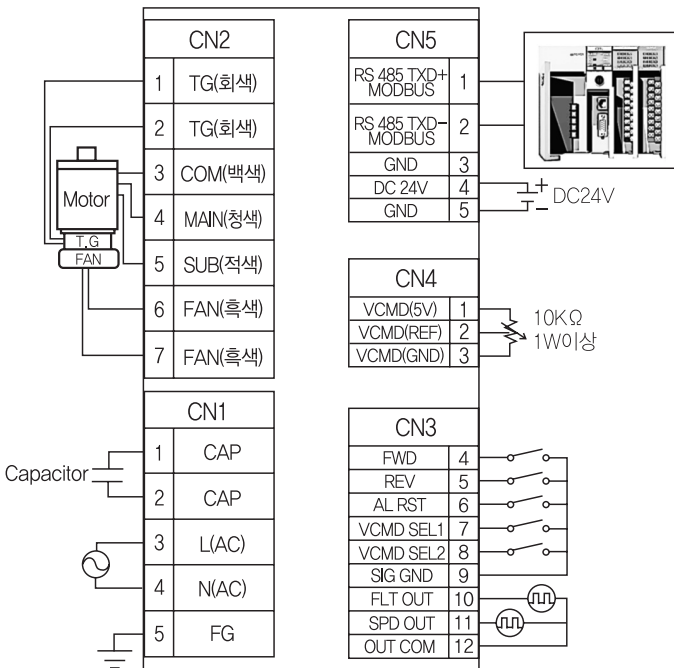 CN2
1 TG(회색)
2 TG(회색)
3 COM(백색)
4 MAIN(청색)
5 SUB(적색)
6 FAN(흑색)
7 FAN(흑색)
Motor
T.G
FAN
CN1
1 CAP
2 CAP
3 L(AC)
4 N(AC)
5 FG
Capacitor
CN5
RS 485 TXD+
MODBUS 1
RS 485 TXD-
MODBUS 2
GND 3
DC 24V 4
GND 5
+
DC24V
-
CN4
VCMD(5V) 1
VCMD(REF) 2
VCMD(GND) 3
10KΩ
1W이상
CN3
FWD 4
REV 5
AL RST 6
VCMD SEL1 7
VCMD SEL2 8
SIG GND 9
FLT OUT 10
SPD OUT 11
OUT COM 12